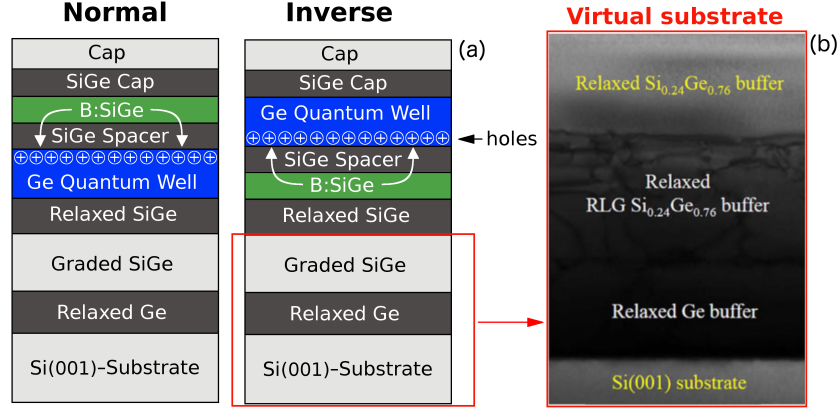 Normal
Cap
SiGe Cap
B:SiGe
SiGe Spacer
Ge Quantum Well
Relaxed SiGe
Graded SiGe
Relaxed Ge
Si(001)–Substrate
Inverse
(a)
Cap
SiGe Cap
Ge Quantum Well
holes
SiGe Spacer
B:SiGe
Relaxed SiGe
Graded SiGe
Relaxed Ge
Si(001)–Substrate
Virtual substrate
(b)
Relaxed Si₀.₂₄Ge₀.₇₆ buffer
Relaxed
RLG Si₀.₂₄Ge₀.₇₆ buffer
Relaxed Ge buffer
Si(001) substrate